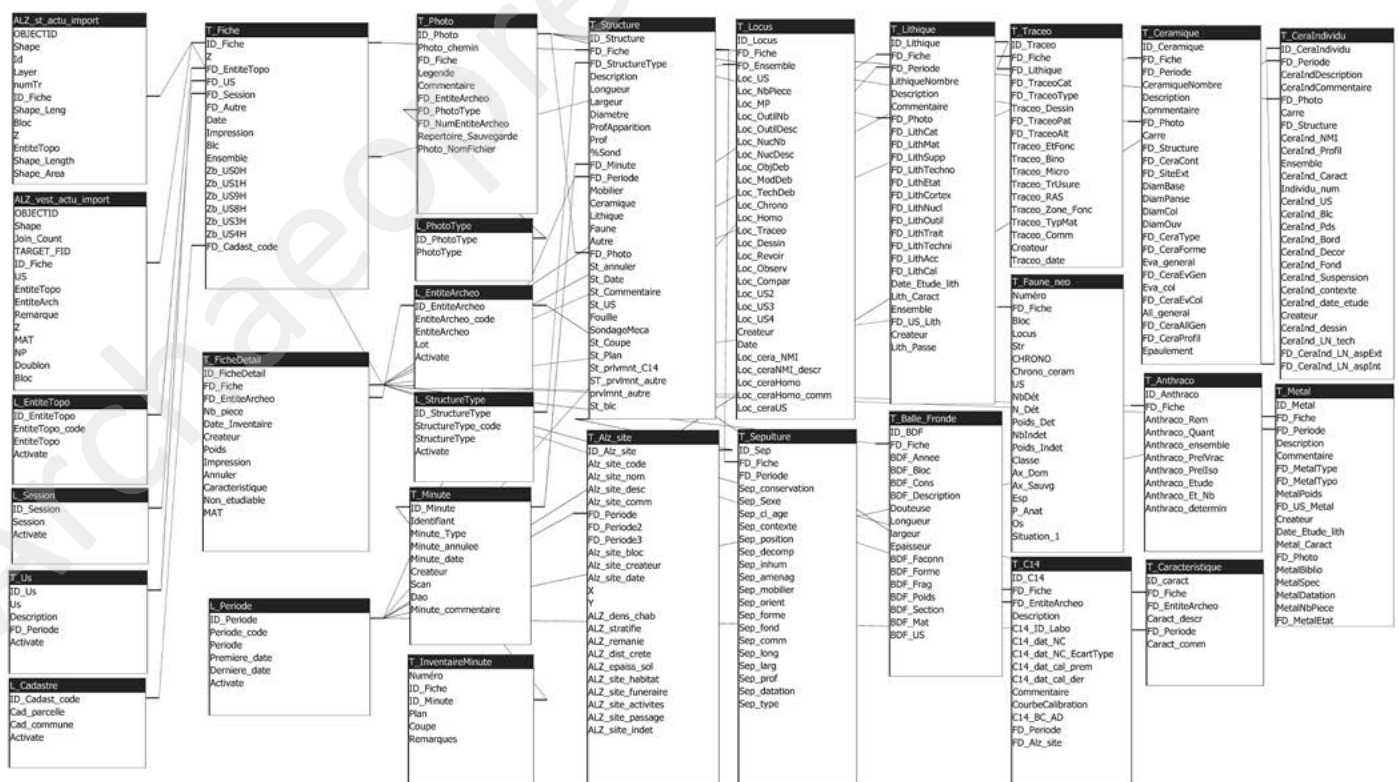 ALZ_st_actu_import
OBJECTID
Shape
Id
Layer
numTr
ID_Fiche
Shape_Leng
Bloc
Z
EntiteTopo
Shape_Length
Shape_Area
ALZ_vest_actu_import
OBJECTID
Shape
Join_Count
TARGET_FID
ID_Fiche
US
EntiteTopo
EntiteArch
Remarque
Z
MAT
NP
Doublon
Bloc
L_EntiteTopo
ID_EntiteTopo
EntiteTopo_code
EntiteTopo
Activate
L_Session
ID_Session
Session
Activate
T_Us
ID_Us
Us
Description
FD_Periode
Activate
L_Cadastre
ID_Cadast_code
Cad_parcelle
Cad_commune
Activate
T_Fiche
ID_Fiche
Z
FD_EntiteTopo
FD_US
FD_Session
FD_Autre
Date
Impression
Blc
Ensemble
Zb_US0H
Zb_US1H
Zb_US9H
Zb_US8H
Zb_US3H
Zb_US4H
FD_Cadast_code
T_FicheDetail
ID_FicheDetail
FD_Fiche
FD_EntiteArcheo
Nb_piece
Date_Inventaire
Createur
Poids
Impression
Annuler
Caracteristique
Non_etudiable
MAT
L_Periode
ID_Periode
Periode_code
Periode
Premiere_date
Derniere_date
Activate
T_Photo
ID_Photo
Photo_chemin
FD_Fiche
Legende
Commentaire
FD_EntiteArcheo
FD_PhotoType
FD_NumEntiteArcheo
Repertoire_Sauvegarde
Photo_NomFichier
L_PhotoType
ID_PhotoType
PhotoType
L_EntiteArcheo
ID_EntiteArcheo
EntiteArcheo_code
EntiteArcheo
Lot
Activate
L_StructureType
ID_StructureType
StructureType_code
StructureType
Activate
T_Minute
ID_Minute
Identifiant
Minute_Type
Minute_annulee
Minute_date
Createur
Scan
Dao
Minute_commentaire
T_InventaireMinute
Numéro
ID_Fiche
ID_Minute
Plan
Coupe
Remarques
T_Structure
ID_Structure
FD_Fiche
FD_StructureType
Description
Longueur
Largeur
Diametre
ProfApparition
Prof
%Sond
FD_Minute
FD_Periode
Mobilier
Ceramique
Lithique
Faune
Autre
FD_Photo
St_annuler
St_Date
St_Commentaire
St_US
Fouille
SondageMeca
St_Coupe
St_Plan
St_prlvmnt_C14
ST_prvlmnt_autre
prvlmnt_autre
St_blc
T_Alz_site
ID_Alz_site
Alz_site_code
Alz_site_nom
Alz_site_desc
Alz_site_comm
FD_Periode
FD_Periode2
FD_Periode3
Alz_site_bloc
Alz_site_createur
Alz_site_date
X
Y
ALZ_dens_chab
ALZ_stratifie
ALZ_remanie
ALZ_dist_crete
ALZ_epaiss_sol
ALZ_site_habitat
ALZ_site_funeraire
ALZ_site_activites
ALZ_site_passage
ALZ_siite_indet
T_Locus
ID_Locus
FD_Fiche
FD_Ensemble
Loc_US
Loc_NbPiece
Loc_MP
Loc_OutilNb
Loc_OutilDesc
Loc_NucNb
Loc_NucDesc
Loc_ObjDeb
Loc_ModDeb
Loc_TechDeb
Loc_Chrono
Loc_Homo
Loc_Traceo
Loc_Dessin
Loc_Revoir
Loc_Observ
Loc_Compar
Loc_US2
Loc_US3
Loc_US4
Createur
Date
Loc_cera_NMI
Loc_ceraNMI_descr
Loc_ceraHomo
Loc_ceraHomo_comm
Loc_ceraUS
T_Sepulture
ID_Sep
FD_Fiche
FD_Periode
Sep_conservation
Sep_Sexe
Sep_cl_age
Sep_contexte
Sep_position
Sep_decomp
Sep_inhum
Sep_amenag
Sep_mobilier
Sep_orient
Sep_forme
Sep_fond
Sep_comm
Sep_long
Sep_larg
Sep_prof
Sep_datation
Sep_type
T_Lithique
ID_Lithique
FD_Fiche
FD_Periode
LithiqueNombre
Description
Commentaire
FD_Photo
FD_LithCat
FD_LithMat
FD_LithSupp
FD_LithTechno
FD_LithEtat
FD_LithCortex
FD_LithNucl
FD_LithOutil
FD_LithTrait
FD_LithTechni
FD_LithAcc
FD_LithCal
Date_Etude_lith
Lith_Caract
Ensemble
FD_US_Lith
Createur
Lith_Passe
T_Balle_Fronde
ID_BDF
FD_Fiche
BDF_Annee
BDF_Bloc
BDF_Cons
BDF_Description
Douteuse
Longueur
largeur
Epaisseur
BDF_Faconn
BDF_Forme
BDF_Frag
BDF_Poids
BDF_Section
BDF_Mat
BDF_US
T_Traceo
ID_Traceo
FD_Fiche
FD_Lithique
FD_TraceoCat
FD_TraceoType
Traceo_Dessin
FD_TraceoPat
FD_TraceoAlt
Traceo_EtFonc
Traceo_Bino
Traceo_Micro
Traceo_TrUsure
Traceo_RAS
Traceo_Zone_Fonc
Traceo_TypMat
Traceo_Comm
Createur
Traceo_date
T_Faune_neo
Numéro
FD_Fiche
Bloc
Locus
Str
CHRONO
Chrono_ceram
US
NbDét
N_Dét
Poids_Det
NbIndet
Poids_Indet
Classe
Ax_Dom
Ax_Sauvg
Esp
P_Anat
Os
Situation_1
T_C14
ID_C14
FD_Fiche
FD_EntiteArcheo
Description
C14_ID_Labo
C14_dat_NC
C14_dat_NC_EcartType
C14_dat_cal_prem
C14_dat_cal_der
Commentaire
CourbeCalibration
C14_BC_AD
FD_Periode
FD_Alz_site
T_Ceramique
ID_Ceramique
FD_Fiche
FD_Periode
CeramiqueNombre
Description
Commentaire
FD_Photo
Carre
FD_Structure
FD_CeraCont
FD_SiteExt
DiamBase
DiamPanse
DiamCol
DiamOuv
FD_CeraType
FD_CeraForme
Eva_general
FD_CeraEvGen
Eva_col
FD_CeraEvCol
All_general
FD_CeraAllGen
FD_CeraProfil
Epaulement
T_Anthraco
ID_Anthraco
FD_Fiche
Anthraco_Rem
Anthraco_Quant
Anthraco_ensemble
Anthraco_PrelVrac
Anthraco_PrelIso
Anthraco_Etude
Anthraco_Et_Nb
Anthraco_determin
T_Caracteristique
ID_caract
FD_Fiche
FD_EntiteArcheo
Caract_descr
FD_Periode
Caract_comm
T_CeraIndividu
ID_CeraIndividu
FD_Periode
CeraIndDescription
CeraIndCommentaire
FD_Photo
Carre
FD_Structure
CeraInd_NMI
CeraInd_Profil
Ensemble
CeraInd_Caract
Individu_num
CeraInd_US
CeraInd_Blc
CeraInd_Pds
CeraInd_Bord
CeraInd_Decor
CeraInd_Fond
CeraInd_Suspension
CeraInd_contexte
CeraInd_date_etude
Createur
CeraInd_dessin
CeraInd_LN_tech
FD_CeraInd_LN_aspExt
FD_CeraInd_LN_aspInt
T_Metal
ID_Metal
FD_Fiche
FD_Periode
Description
Commentaire
FD_MetalType
FD_MetalTypo
MetalPoids
FD_US_Metal
Createur
Date_Etude_lith
Metal_Caract
FD_Photo
MetalBiblio
MetalSpec
MetalDatation
MetalNbPiece
FD_MetalEtat